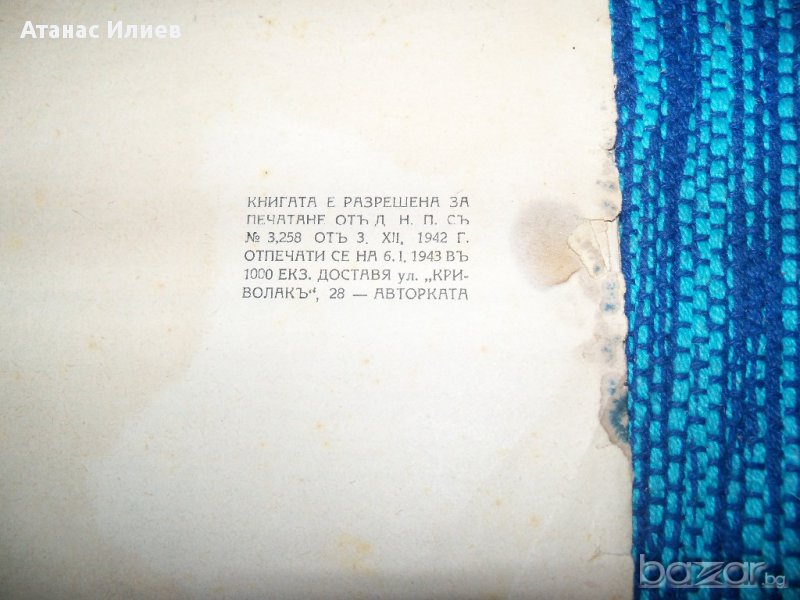 Атанас Илиев
КНИГАТА Е РАЗРЕШЕНА ЗА
ПЕЧАТАНЕ ОТЪ Д. Н. П. СЪ
№ 3,258 ОТЪ 3. XII, 1942 Г.
ОТПЕЧАТИ СЕ НА 6. I. 1943 ВЪ
1000 ЕКЗ. ДОСТАВЯ ул. „КРИ-
ВОЛАКЪ“, 28 — АВТОРКАТА
bazar.bg